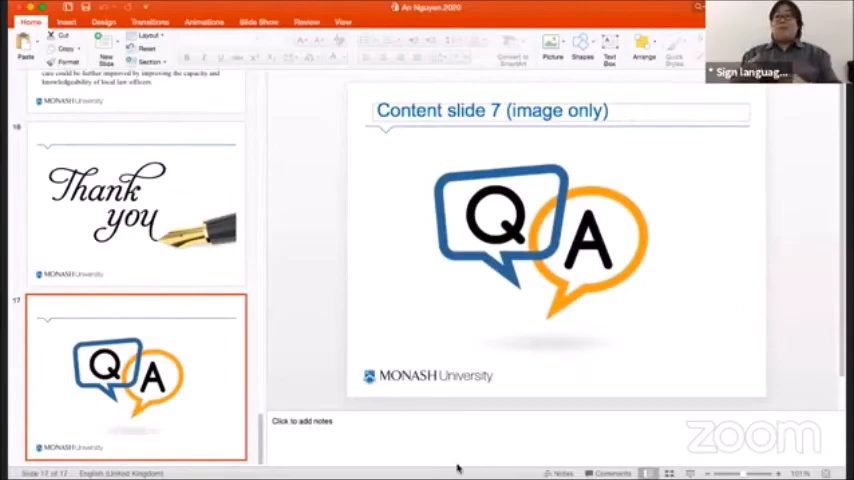 An Nguyen.2020
Home Insert Design Transitions Animations Slide Show Review View
Paste
Cut
Copy
Format
New
Slide
Layout
Reset
Section
Convert to
SmartArt
Picture
Shapes
Text
Box
Arrange
Quick
Styles
* Sign languag...
care could be further improved by improving the capacity and
knowledgeability of local law officers
MONASH University
16
Thank
you
MONASH University
17
Q A
MONASH University
Content slide 7 (image only)
Q A
MONASH University
Click to add notes
zoom
Slide 17 of 17 English (United Kingdom)
Notes Comments 101%